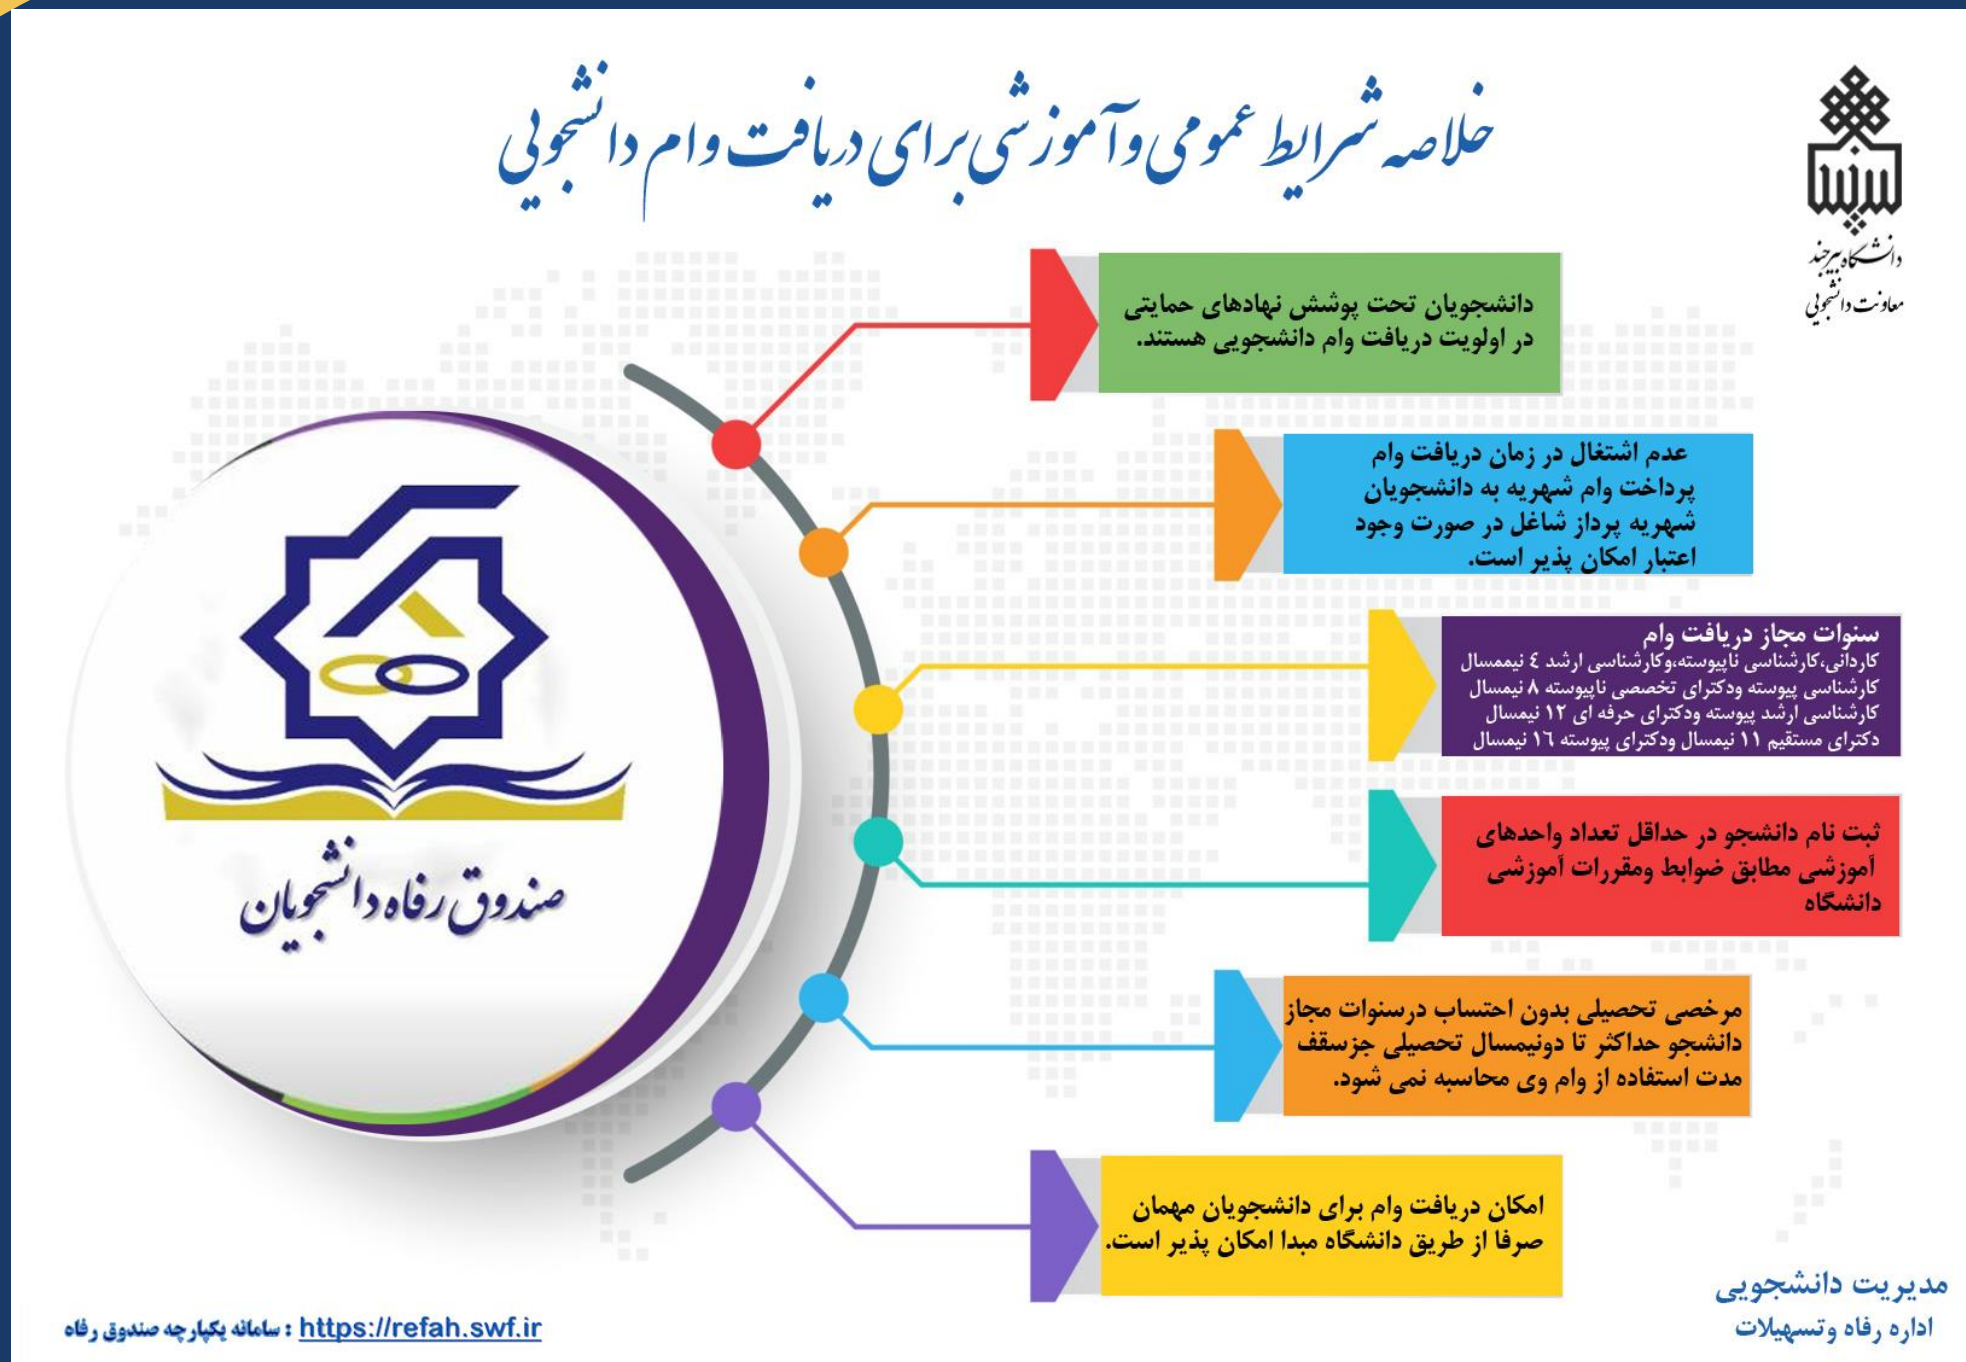 خلاصه شرایط عمومی و آموزشی برای دریافت وام دانشجویی
بیرجند
دانشگاه بیرجند
معاونت دانشجویی
دانشجویان تحت پوشش نهادهای حمایتی
در اولویت دریافت وام دانشجویی هستند.
عدم اشتغال در زمان دریافت وام
پرداخت وام شهریه به دانشجویان
شهریه پرداز شاغل در صورت وجود
اعتبار امکان پذیر است.
سنوات مجاز دریافت وام
کاردانی،کارشناسی ناپیوسته،وکارشناسی ارشد ٤ نیممسال
کارشناسی پیوسته ودکترای تخصصی ناپیوسته ۸ نیمسال
کارشناسی ارشد پیوسته ودکترای حرفه ای ۱۲ نیمسال
دکترای مستقیم ۱۱ نیمسال ودکترای پیوسته ۱٦ نیمسال
ثبت نام دانشجو در حداقل تعداد واحدهای
آموزشی مطابق ضوابط ومقررات آموزشی
دانشگاه
مرخصی تحصیلی بدون احتساب درسنوات مجاز
دانشجو حداکثر تا دونیمسال تحصیلی جزسقف
مدت استفاده از وام وی محاسبه نمی شود.
امکان دریافت وام برای دانشجویان مهمان
صرفا از طریق دانشگاه مبدا امکان پذیر است.
صندوق رفاه دانشجویان
مدیریت دانشجویی
اداره رفاه وتسهیلات
سامانه یکپارچه صندوق رفاه : https://refah.swf.ir